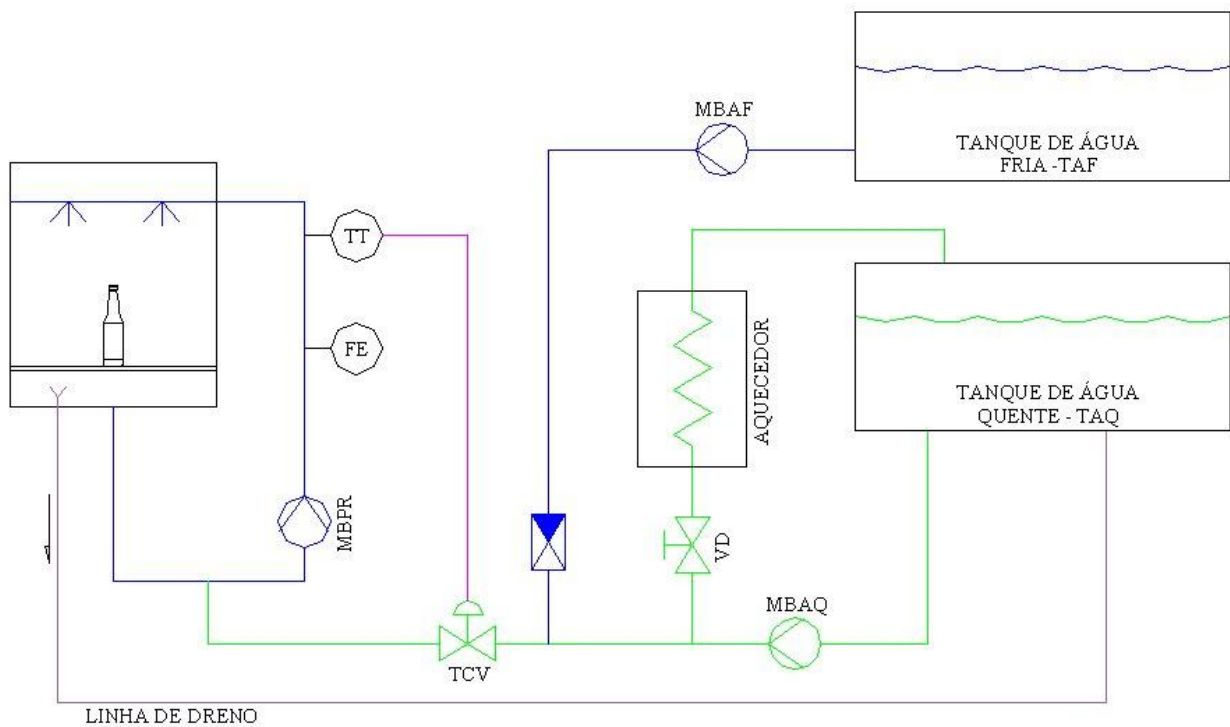 MBAF
TANQUE DE ÁGUA
FRIA -TAF
TT
FE
AQUECEDOR
TANQUE DE ÁGUA
QUENTE - TAQ
MBPR
VD
MBAQ
TCV
LINHA DE DRENO